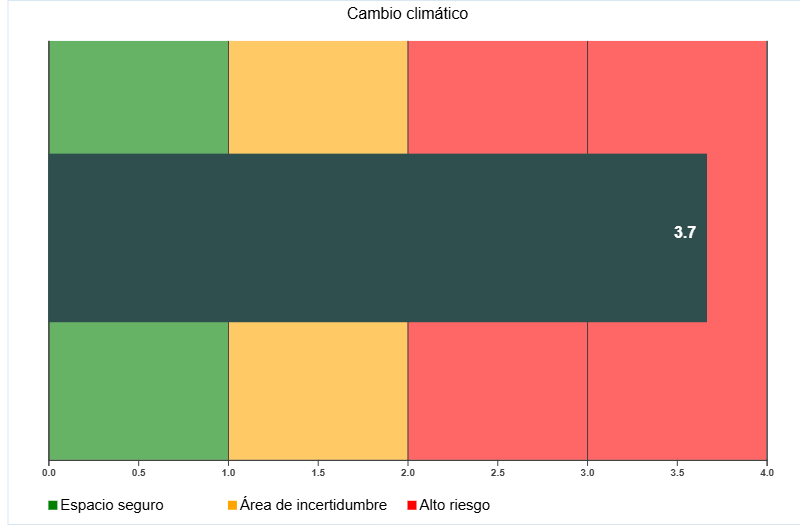 Cambio climático
3.7
0.0 0.5 1.0 1.5 2.0 2.5 3.0 3.5 4.0
Espacio seguro Área de incertidumbre Alto riesgo